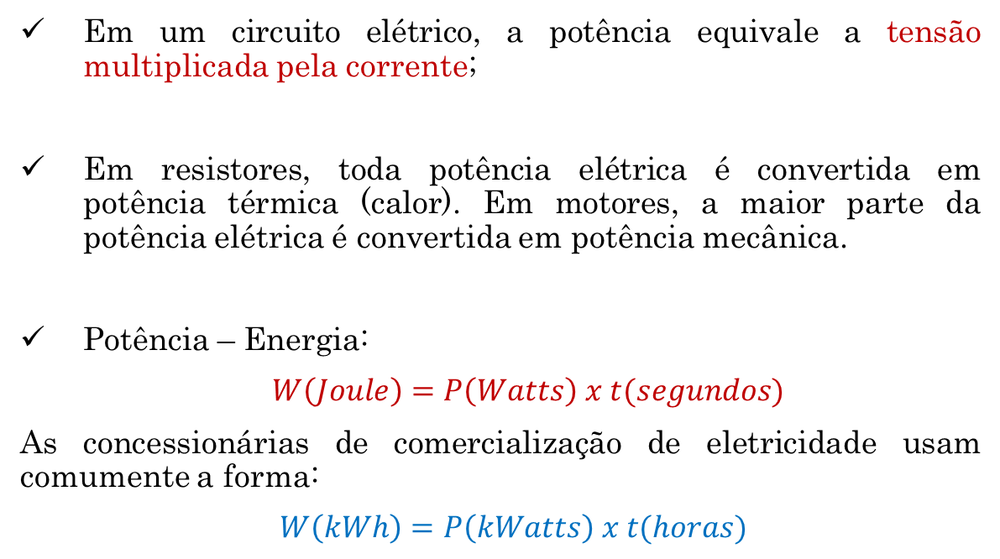 ✓ Em um circuito elétrico, a potência equivale a tensão
multiplicada pela corrente;
✓ Em resistores, toda potência elétrica é convertida em
potência térmica (calor). Em motores, a maior parte da
potência elétrica é convertida em potência mecânica.
✓ Potência – Energia:
W(Joule) = P(Watts) x t(segundos)
As concessionárias de comercialização de eletricidade usam
comumente a forma:
W(kWh) = P(kWatts) x t(horas)